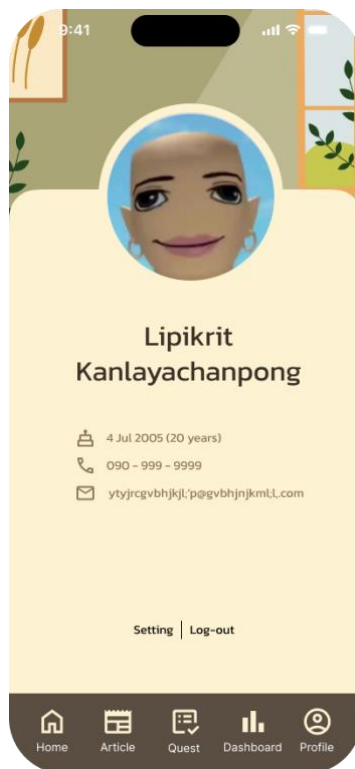 9:41
Lipikrit
Kanlayachanpong
4 Jul 2005 (20 years)
090 - 999 - 9999
ytyjrcgvbhjkjl;'p@gvbhjnjkml;l,.com
Setting | Log-out
Home Article Quest Dashboard Profile